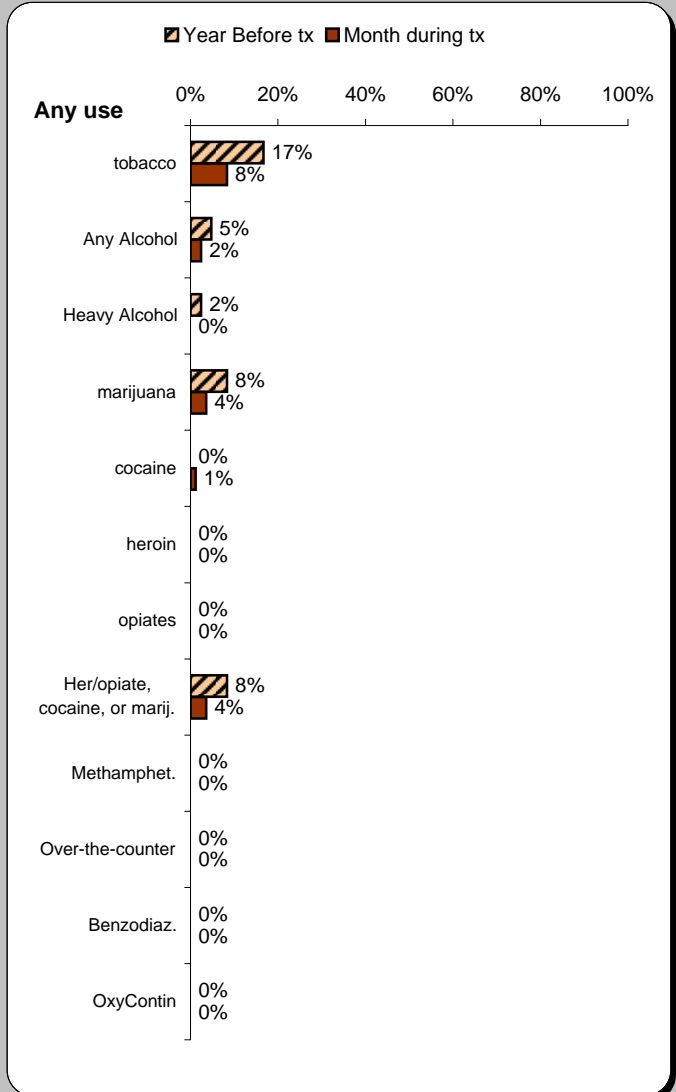 Year Before tx Month during tx
0% 20% 40% 60% 80% 100%
Any use
tobacco 17%
8%
Any Alcohol 5%
2%
Heavy Alcohol 2%
0%
marijuana 8%
4%
cocaine 0%
1%
heroin 0%
0%
opiates 0%
0%
Her/opiate, 8%
cocaine, or marij. 4%
Methamphet. 0%
0%
Over-the-counter 0%
0%
Benzodiaz. 0%
0%
OxyContin 0%
0%